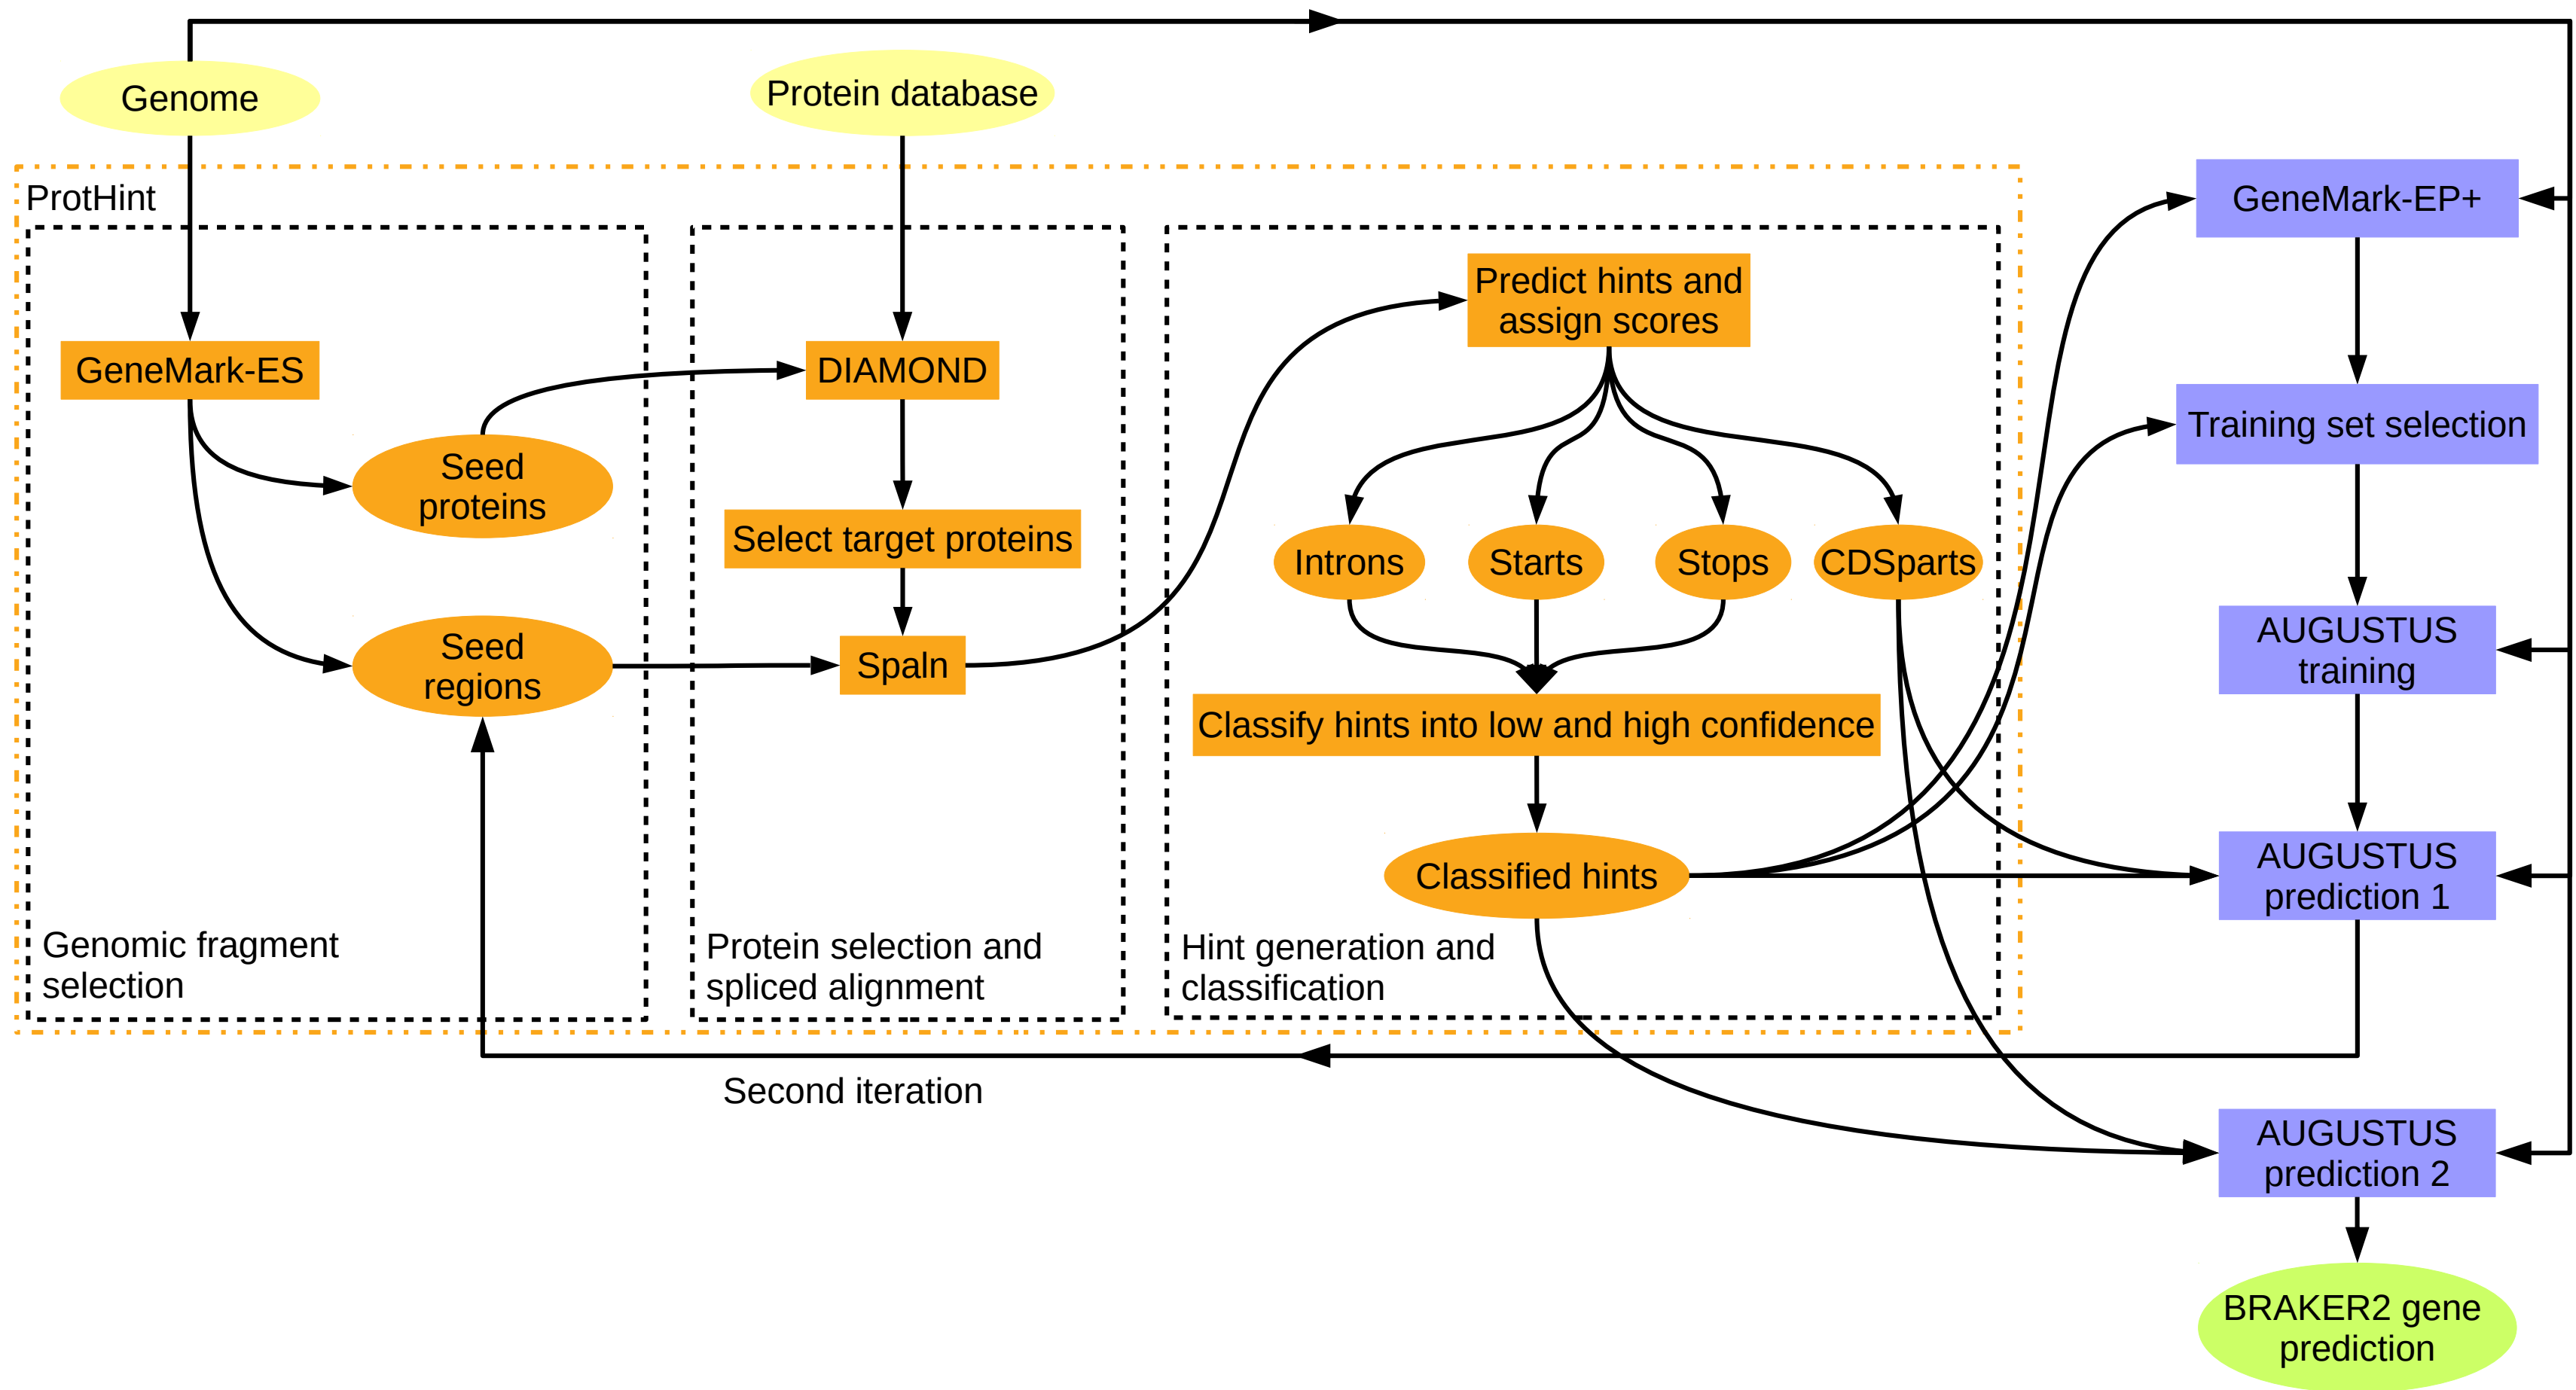 Genome
Protein database
ProtHint
GeneMark-ES
Seed
proteins
Seed
regions
Genomic fragment
selection
DIAMOND
Select target proteins
Spaln
Protein selection and
spliced alignment
Predict hints and
assign scores
Introns
Starts
Stops
CDSparts
Classify hints into low and high confidence
Classified hints
Hint generation and
classification
Second iteration
GeneMark-EP+
Training set selection
AUGUSTUS
training
AUGUSTUS
prediction 1
AUGUSTUS
prediction 2
BRAKER2 gene
prediction